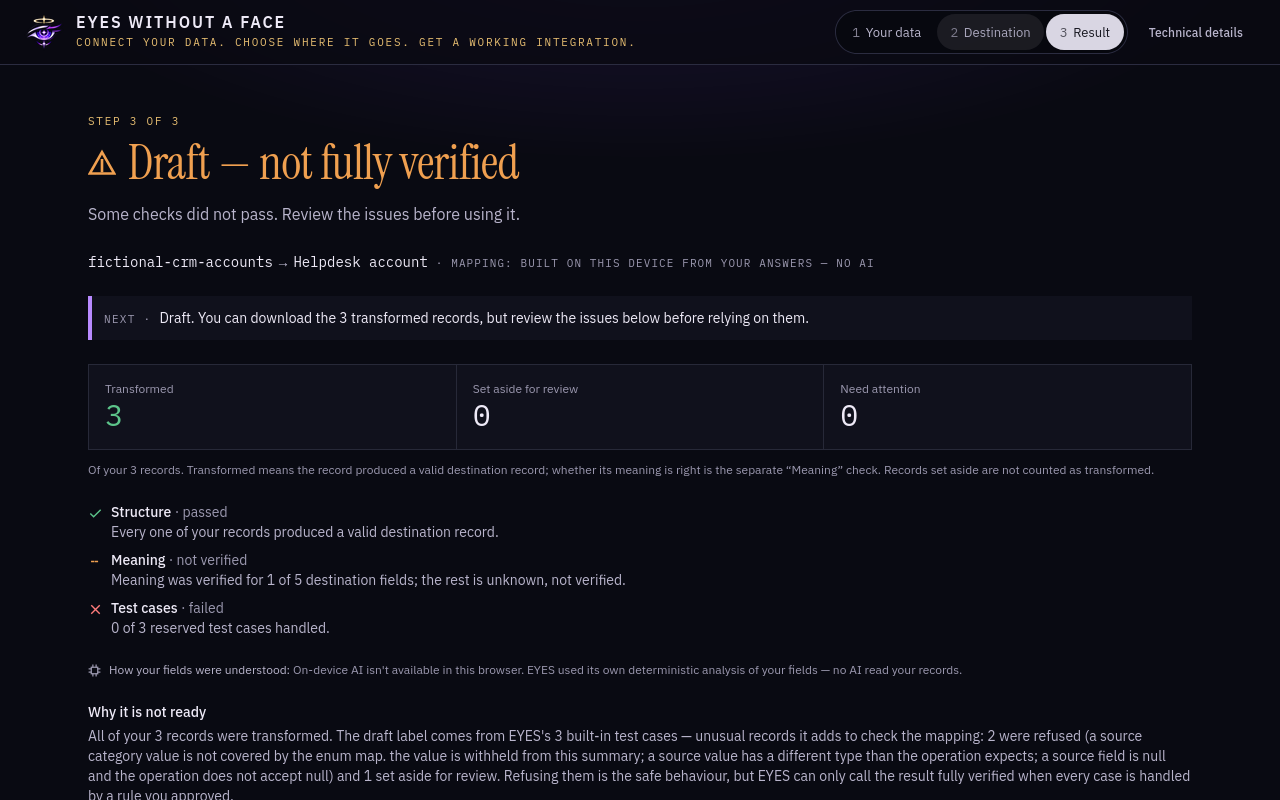 EYES WITHOUT A FACE
CONNECT YOUR DATA. CHOOSE WHERE IT GOES. GET A WORKING INTEGRATION.
1 Your data
2 Destination
3 Result
Technical details
STEP 3 OF 3
Draft — not fully verified
Some checks did not pass. Review the issues before using it.
fictional-crm-accounts → Helpdesk account · MAPPING: BUILT ON THIS DEVICE FROM YOUR ANSWERS — NO AI
NEXT · Draft. You can download the 3 transformed records, but review the issues below before relying on them.
Transformed
3
Set aside for review
0
Need attention
0
Of your 3 records. Transformed means the record produced a valid destination record; whether its meaning is right is the separate “Meaning” check. Records set aside are not counted as transformed.
Structure · passed
Every one of your records produced a valid destination record.
Meaning · not verified
Meaning was verified for 1 of 5 destination fields; the rest is unknown, not verified.
Test cases · failed
0 of 3 reserved test cases handled.
How your fields were understood: On-device AI isn't available in this browser. EYES used its own deterministic analysis of your fields — no AI read your records.
Why it is not ready
All of your 3 records were transformed. The draft label comes from EYES's 3 built-in test cases — unusual records it adds to check the mapping: 2 were refused (a source
category value is not covered by the enum map. the value is withheld from this summary; a source value has a different type than the operation expects; a source field is null
and the operation does not accept null) and 1 set aside for review. Refusing them is the safe behaviour, but EYES can only call the result fully verified when every case is handled
by a rule you approved.